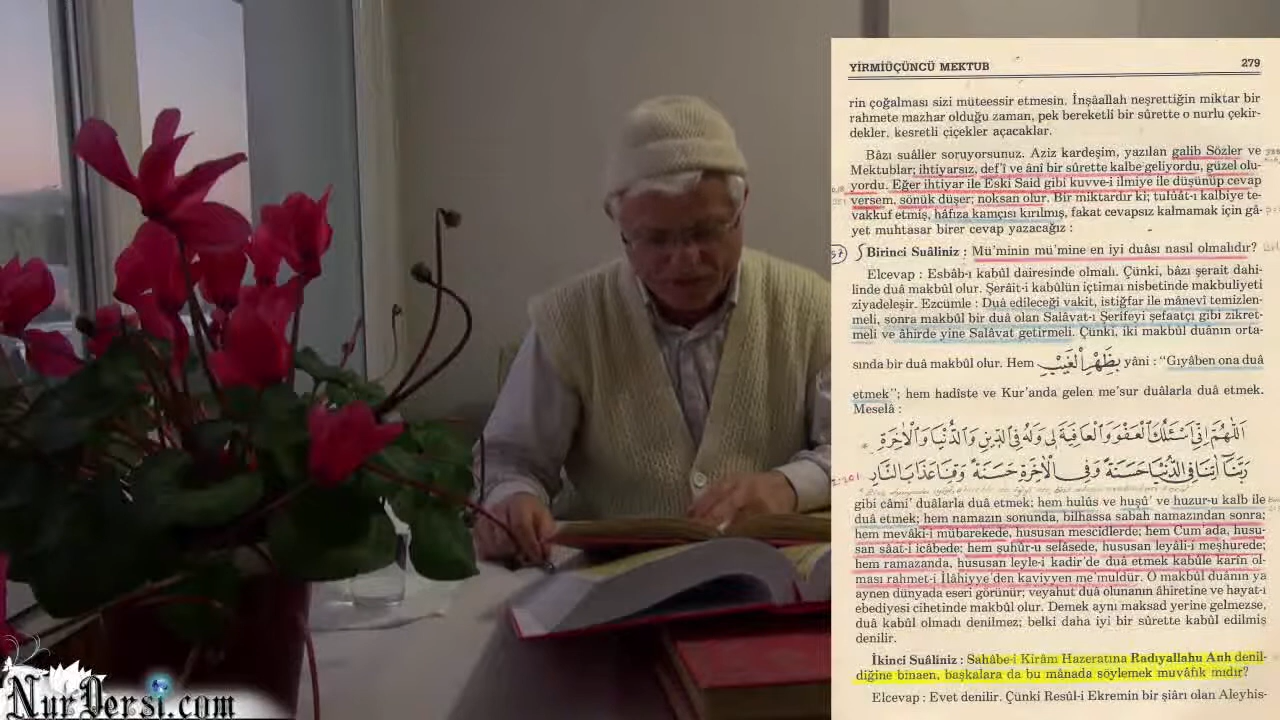 YİRMİÜÇÜNCÜ MEKTUB 279
rin çoğalması sizi müteessir etmesin. İnşâallah neşrettiğin miktar bir
rahmete mazhar olduğu zaman, pek bereketli bir sûrette o nurlu çekir-
dekler, kesretli çiçekler açacaklar.
Bâzı suâller soruyorsunuz. Aziz kardeşim, yazılan galib Sözler ve
Mektublar; ihtiyarsız, def'î ve ânî bir sûrette kalbe geliyordu, güzel olu-
yordu. Eğer ihtiyar ile Eski Said gibi kuvve-i ilmiye ile düşünüp cevap
versem, sönük düşer; noksan olur. Bir miktardır ki; tulûât-ı kalbiye te-
vakkuf etmiş, hâfıza kamçısı kırılmış, fakat cevapsız kalmamak için gâ-
yet muhtasar birer cevap yazacağız :
Birinci Suâliniz : Mü'minin mü'mine en iyi duâsı nasıl olmalıdır?
Elcevap : Esbâb-ı kabûl dairesinde olmalı. Çünki, bâzı şerait dahi-
linde duâ makbûl olur. Şerâit-i kabûlün içtimaı nisbetinde makbuliyeti
ziyadeleşir. Ezcümle : Duâ edileceği vakit, istiğfar ile mânevî temizlen-
meli, sonra makbûl bir duâ olan Salâvat-ı Şerifeyi şefaatçı gibi zikret-
meli ve âhirde yine Salâvat getirmeli. Çünki, iki makbûl duânın orta-
sında bir duâ makbûl olur. Hem بِظَهْرِ الْغَيْبِ yâni : "Gıyâben ona duâ
etmek"; hem hadîste ve Kur'anda gelen me'sur duâlarla duâ etmek.
Meselâ :
اَللّٰهُمَّ اِنِّى اَسْئَلُكَ الْعَفْوَ وَالْعَافِيَةَ لِى وَلَهُ فِى الدِّينِ وَالدُّنْيَا وَالْاٰخِرَةِ
رَبَّنَا اٰتِنَا فِى الدُّنْيَا حَسَنَةً وَفِى الْاٰخِرَةِ حَسَنَةً وَقِنَا عَذَابَ النَّارِ
gibi câmi' duâlarla duâ etmek; hem hulûs ve huşû' ve huzur-u kalb ile
duâ etmek; hem namazın sonunda, bilhassa sabah namazından sonra;
hem mevâki-i mübarekede, hususan mescidlerde; hem Cum'ada, husu-
san sâat-i icâbede; hem şuhûr-u selâsede, hususan leyâli-i meşhurede;
hem ramazanda, hususan leyle-i kadir'de duâ etmek kabûle karin ol-
ması rahmet-i İlâhiyye'den kaviyyen me'muldür. O makbûl duânın ya
aynen dünyada eseri görünür; veyahut duâ olunanın âhiretine ve hayat-ı
ebediyesi cihetinde makbûl olur. Demek aynı maksad yerine gelmezse,
duâ kabûl olmadı denilmez; belki daha iyi bir sûrette kabûl edilmiş
denilir.
İkinci Suâliniz : Sahâbe-i Kirâm Hazeratına Radıyallahu Anh denil-
diğine binaen, başkalara da bu mânada söylemek muvâfık mıdır?
Elcevap : Evet denilir. Çünki Resûl-i Ekremin bir şiârı olan Aleyhis-
NurDersi.com